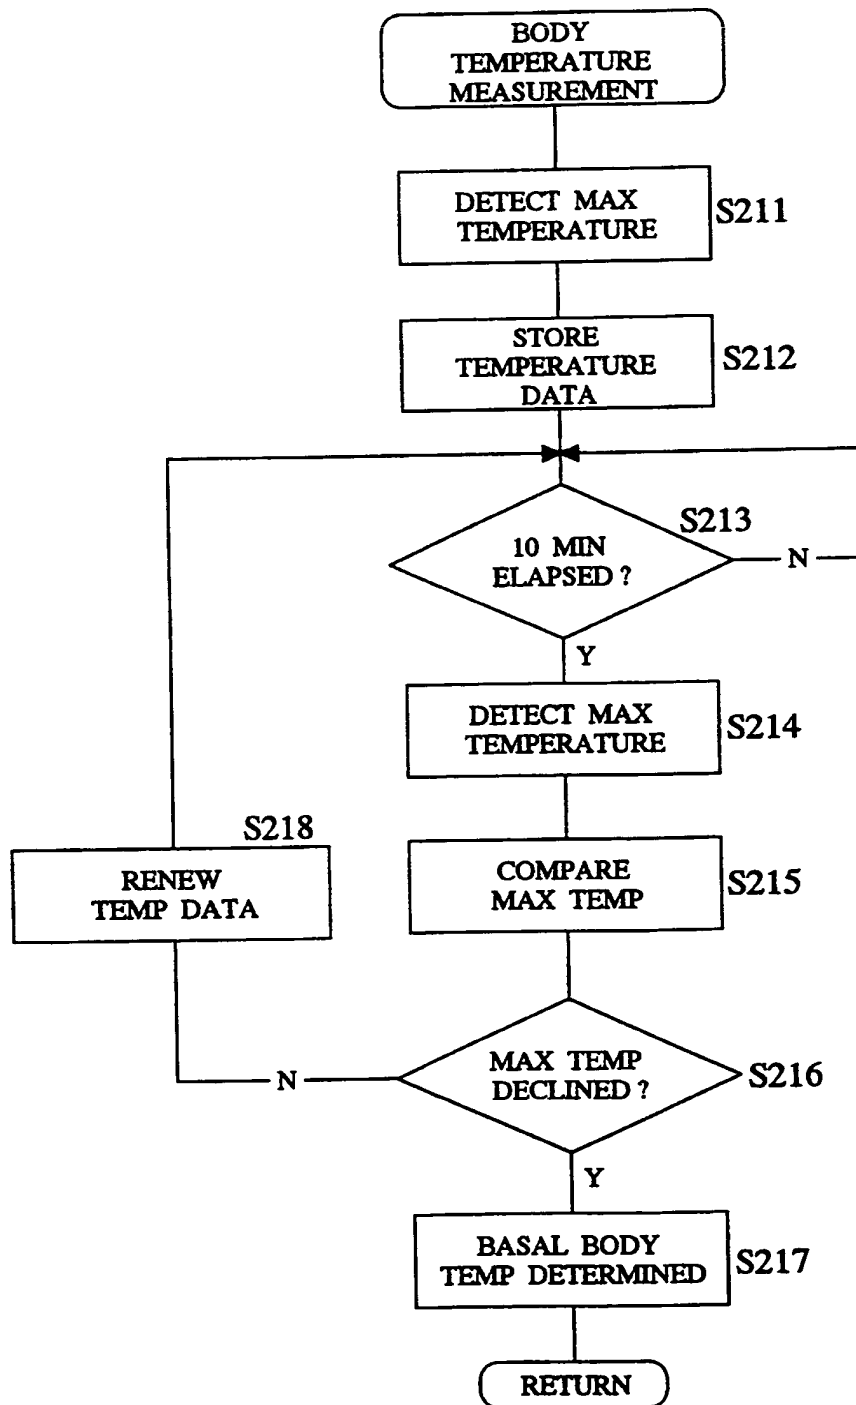 BODY
TEMPERATURE
MEASUREMENT
DETECT MAX
TEMPERATURE
S211
STORE
TEMPERATURE
DATA
S212
10 MIN
ELAPSED ?
S213
N
Y
DETECT MAX
TEMPERATURE
S214
COMPARE
MAX TEMP
S215
S218
RENEW
TEMP DATA
MAX TEMP
DECLINED ?
S216
N
Y
BASAL BODY
TEMP DETERMINED
S217
RETURN